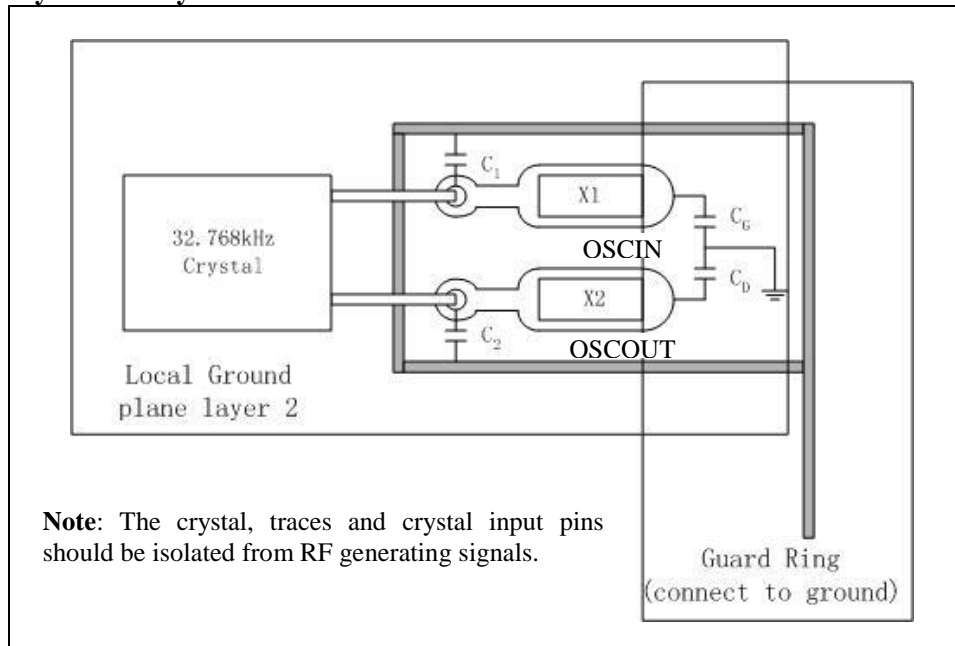 C1
X1
CG
32.768kHz
Crystal
OSCIN
X2
CD
C2
OSCOUT
Local Ground
plane layer 2
Note: The crystal, traces and crystal input pins
should be isolated from RF generating signals.
Guard Ring
(connect to ground)